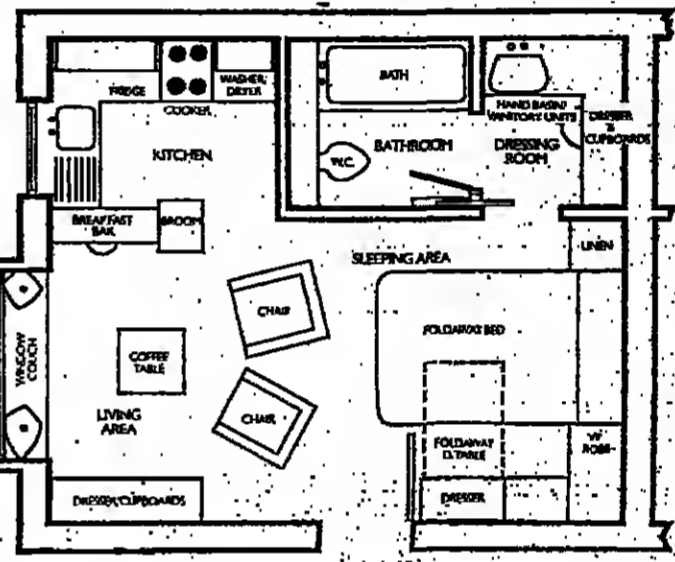 FRIDGE
WASHER/
DRYER
COOKER
BATH
HAND BASIN/
VANITORY UNITS
DRESSER
&
CUPBOARDS
KITCHEN
W.C.
BATHROOM
DRESSING
ROOM
BREAKFAST
BAR
BROOM
LINEN
SLEEPING AREA
CHAIR
FOLDAWAY BED
WINDOW
COUCH
COFFEE
TABLE
LIVING
AREA
CHAIR
FOLDAWAY
D.TABLE
ROBE
DRESSER/CUPBOARDS
DRESSER